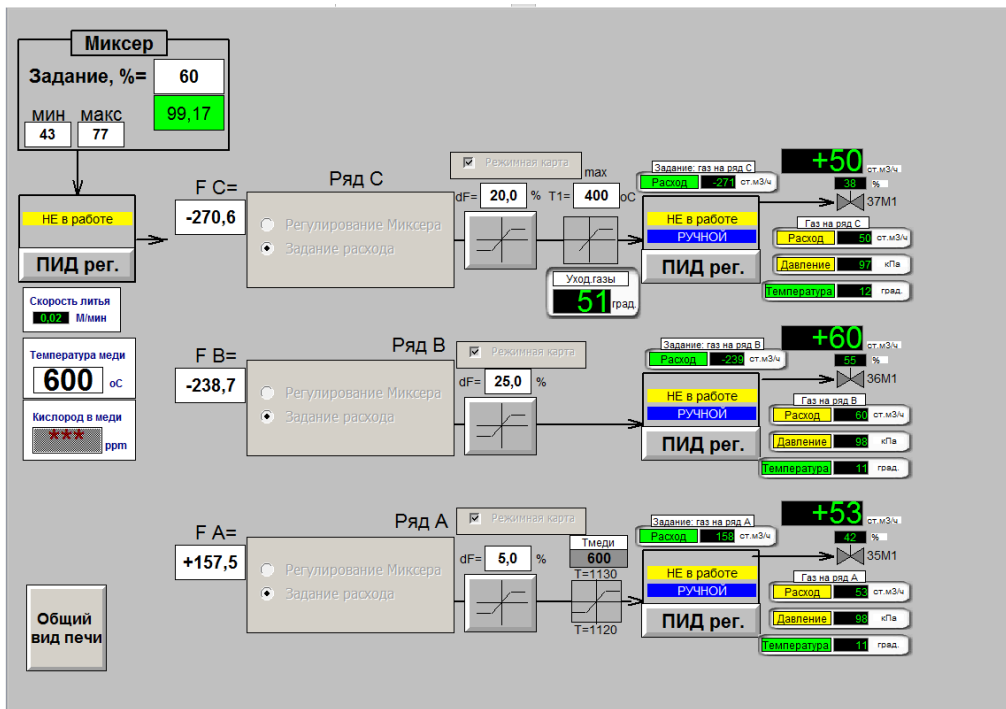 Миксер
Задание, %= 60
99,17
мин макс
43 77
НЕ в работе
ПИД рег.
Скорость литья
0,02 М/мин
Температура меди
600 oC
Кислород в меди
*** ppm
Общий
вид печи
F C=
-270,6
Ряд C
Регулирование Миксера
Задание расхода
Режимная карта
max
dF= 20,0 % T1= 400 oC
Уход.газы
51 град.
Задание: газ на ряд C
Расход -271 ст.м3/ч
НЕ в работе
РУЧНОЙ
ПИД рег.
+50 ст.м3/ч
38 %
37М1
Газ на ряд C
Расход 50 ст.м3/ч
Давление 97 кПа
Температура 12 град.
F B=
-238,7
Ряд B
Регулирование Миксера
Задание расхода
Режимная карта
dF= 25,0 %
Задание: газ на ряд B
Расход -239 ст.м3/ч
НЕ в работе
РУЧНОЙ
ПИД рег.
+60 ст.м3/ч
55 %
36М1
Газ на ряд B
Расход 60 ст.м3/ч
Давление 98 кПа
Температура 11 град.
F A=
+157,5
Ряд A
Регулирование Миксера
Задание расхода
Режимная карта
dF= 5,0 %
Тмеди
600
T=1130
T=1120
Задание: газ на ряд A
Расход 158 ст.м3/ч
НЕ в работе
РУЧНОЙ
ПИД рег.
+53 ст.м3/ч
42 %
35М1
Газ на ряд A
Расход 53 ст.м3/ч
Давление 98 кПа
Температура 11 град.